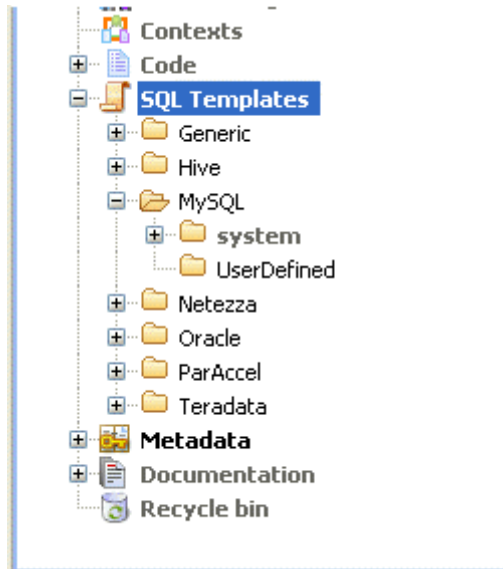 Contexts
Code
SQL Templates
Generic
Hive
MySQL
system
UserDefined
Netezza
Oracle
ParAccel
Teradata
Metadata
Documentation
Recycle bin